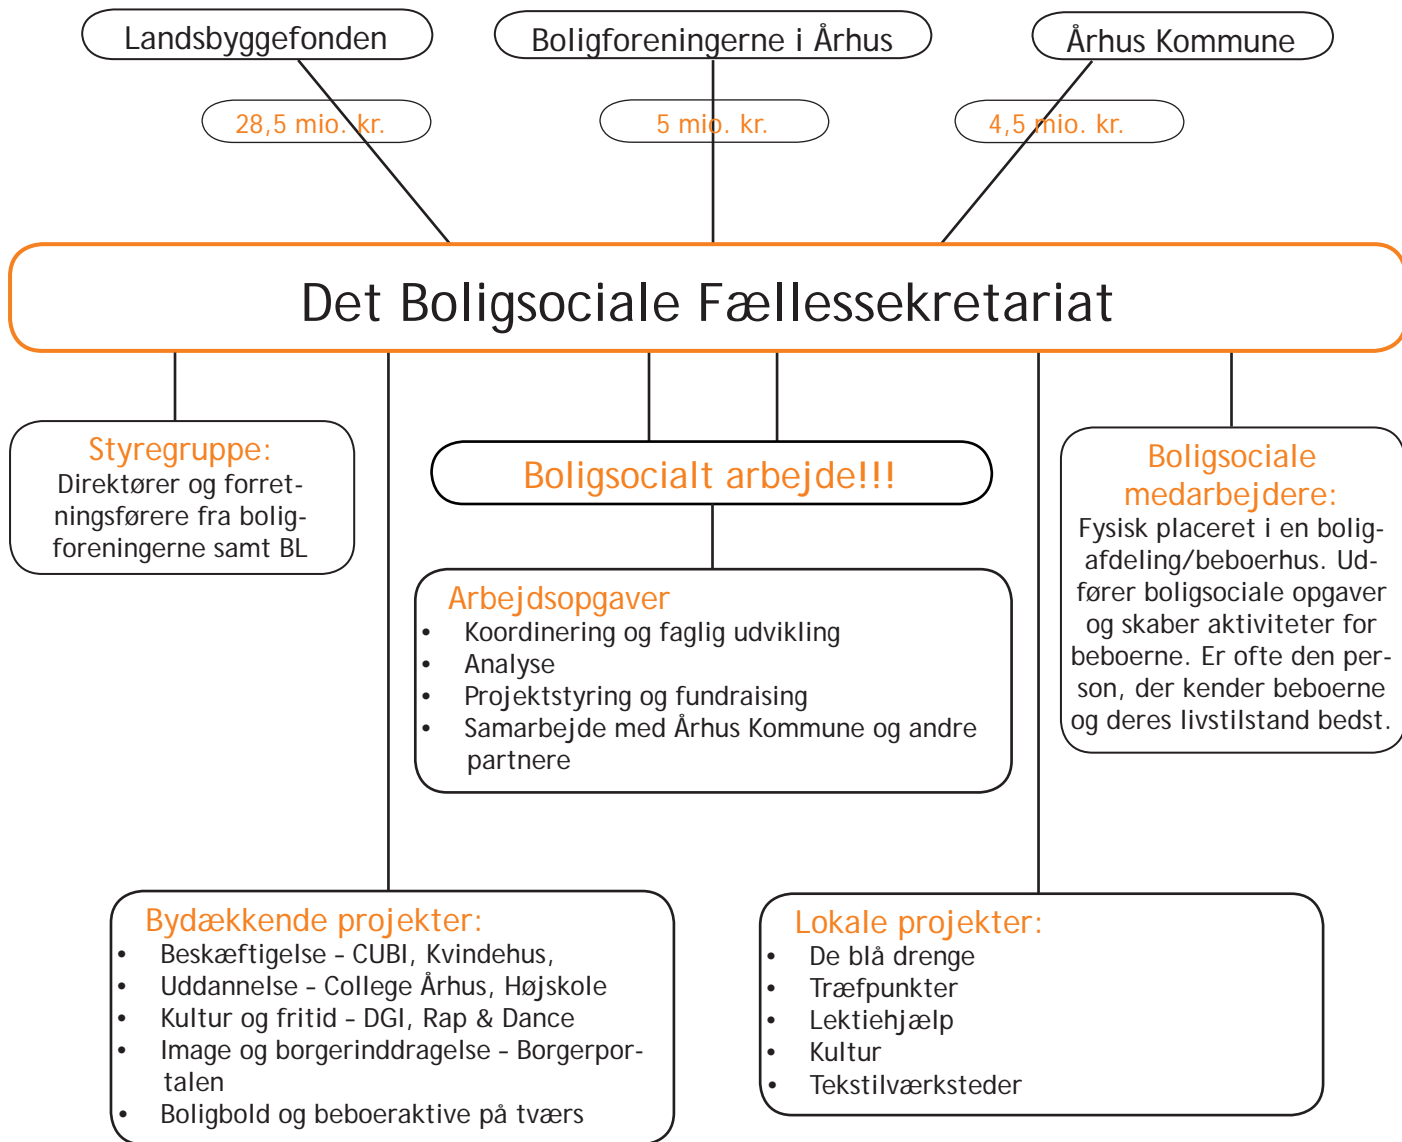 Landsbyggefonden
Boligforeningerne i Århus
Århus Kommune
28,5 mio. kr.
5 mio. kr.
4,5 mio. kr.
Det Boligsociale Fællessekretariat
Styregruppe:
Direktører og forret-
ningsførere fra bolig-
foreningerne samt BL
Boligsocialt arbejde!!!
Boligsociale
medarbejdere:
Fysisk placeret i en bolig-
afdeling/beboerhus. Ud-
fører boligsociale opgaver
og skaber aktiviteter for
beboerne. Er ofte den per-
son, der kender beboerne
og deres livstilstand bedst.
Arbejdsopgaver
• Koordinering og faglig udvikling
• Analyse
• Projektstyring og fundraising
• Samarbejde med Århus Kommune og andre
partnere
Bydækkende projekter:
• Beskæftigelse – CUBI, Kvindehus,
• Uddannelse – College Århus, Højskole
• Kultur og fritid – DGI, Rap & Dance
• Image og borgerinddragelse – Borgerpor-
talen
• Boligbold og beboeraktive på tværs
Lokale projekter:
• De blå drenge
• Træfpunkter
• Lektiehjælp
• Kultur
• Tekstilværksteder